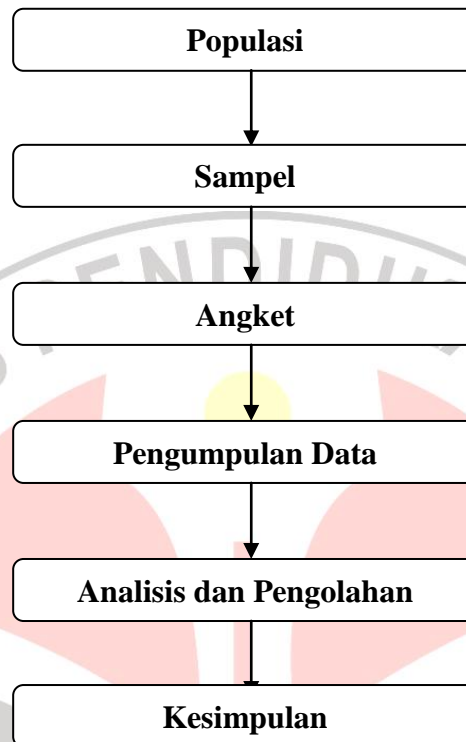 Populasi
Sampel
Angket
Pengumpulan Data
Analisis dan Pengolahan
Kesimpulan